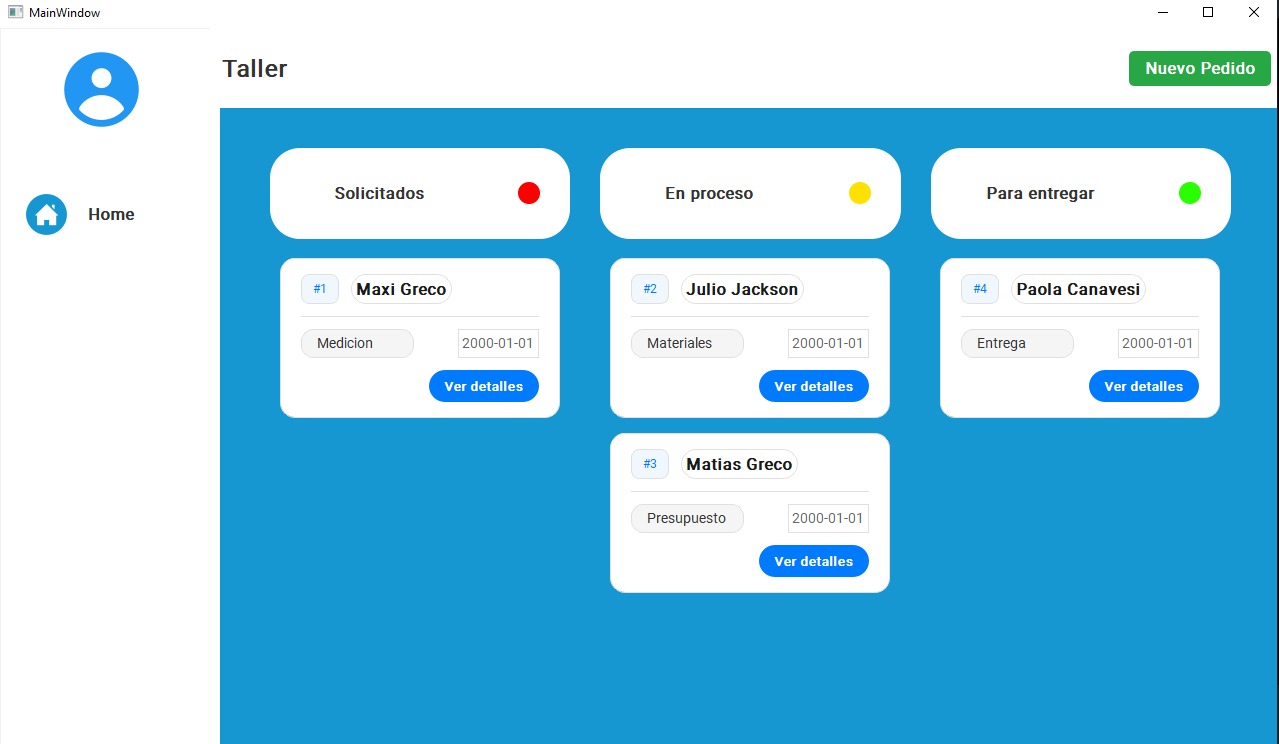 MainWindow
Taller
Nuevo Pedido
Home
Solicitados
En proceso
Para entregar
#1 Maxi Greco
Medicion 2000-01-01
Ver detalles
#2 Julio Jackson
Materiales 2000-01-01
Ver detalles
#3 Matias Greco
Presupuesto 2000-01-01
Ver detalles
#4 Paola Canavesi
Entrega 2000-01-01
Ver detalles